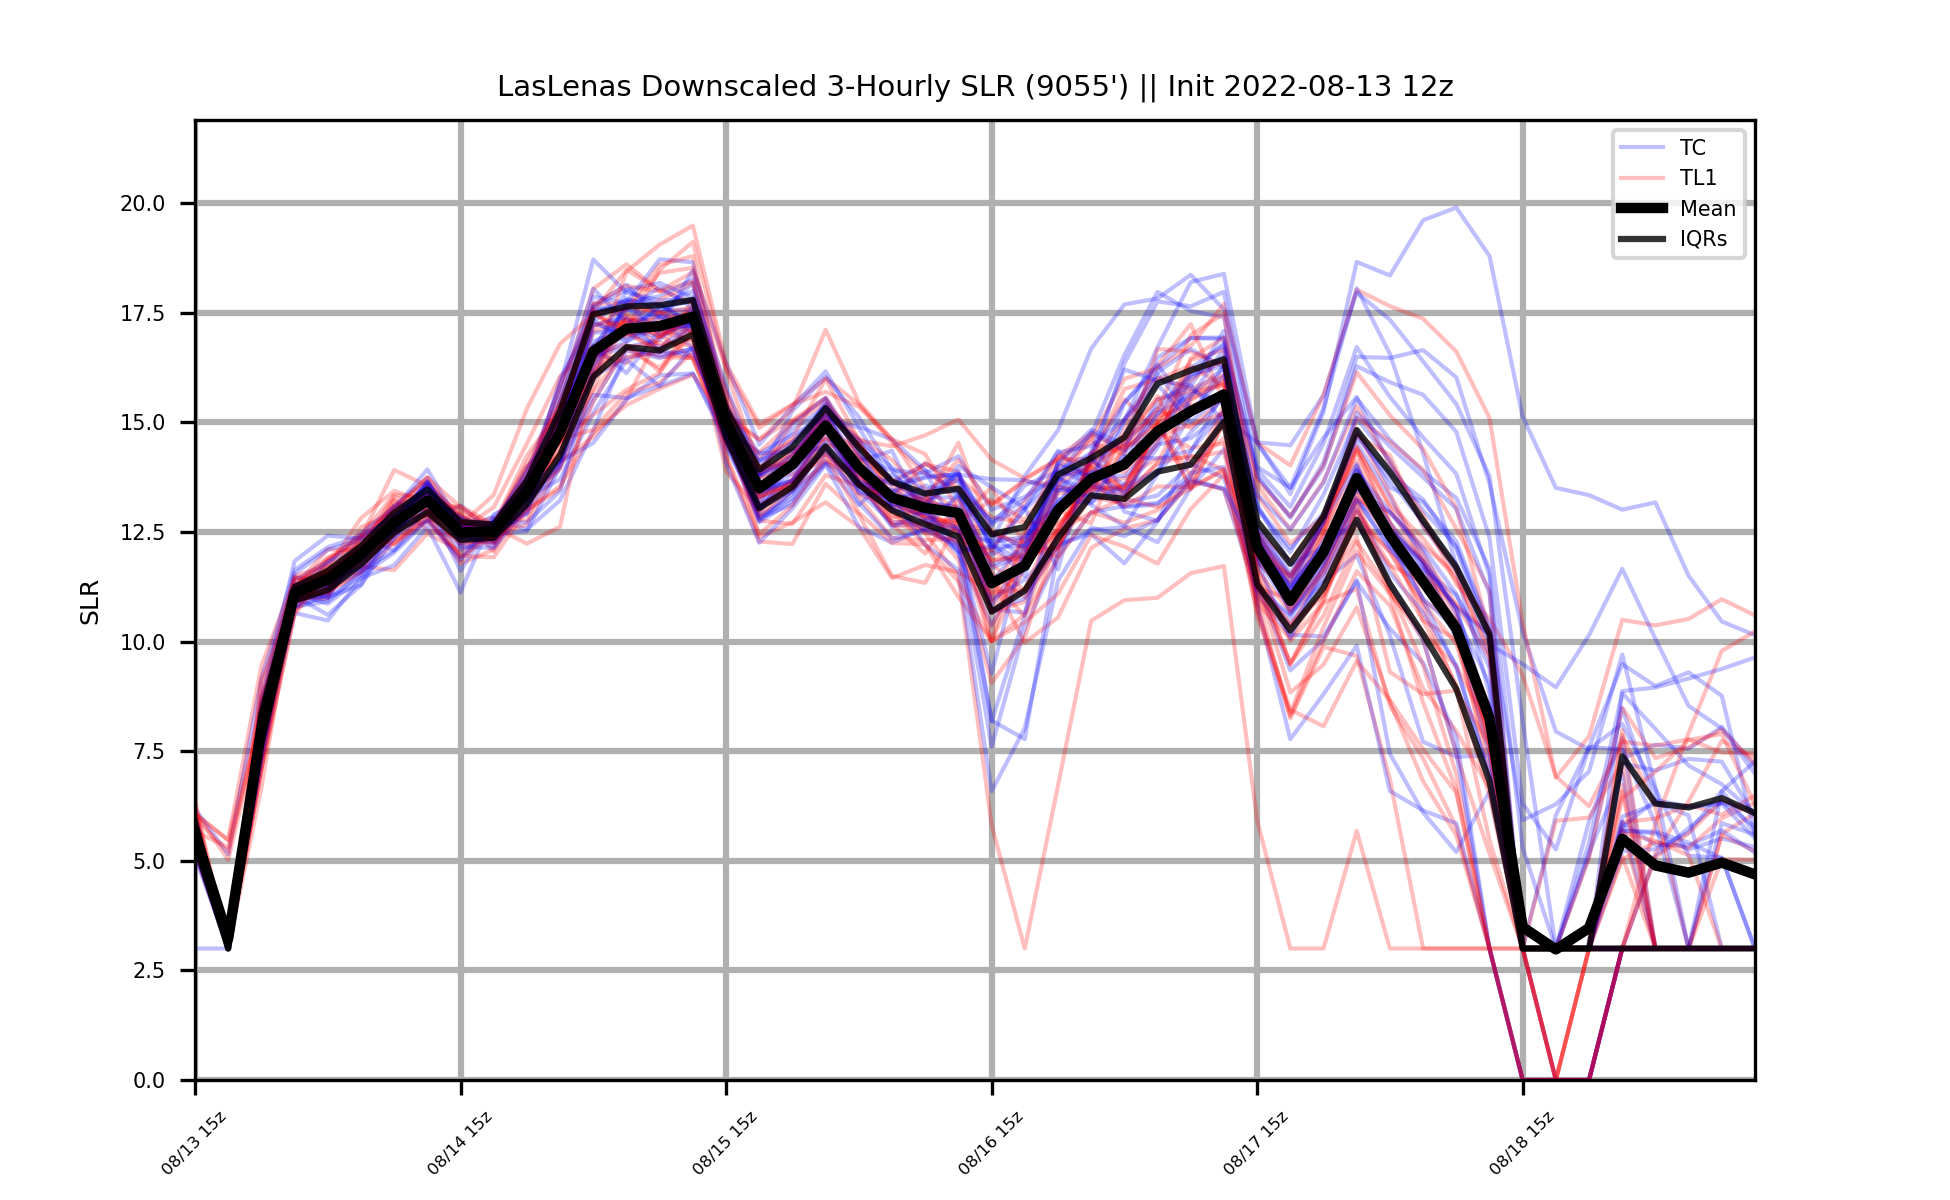 LasLenas Downscaled 3-Hourly SLR (9055') || Init 2022-08-13 12z
TC
TL1
Mean
IQRs
SLR
20.0
17.5
15.0
12.5
10.0
7.5
5.0
2.5
0.0
08/13 15z
08/14 15z
08/15 15z
08/16 15z
08/17 15z
08/18 15z